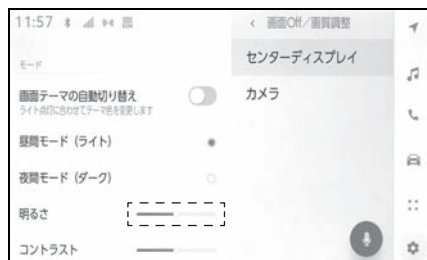 11:57
モード
画面テーマの自動切り替え
ライト点灯に合わせてテーマ色を変更します
昼間モード（ライト）
夜間モード（ダーク）
明るさ
コントラスト
< 画面Off／画質調整
センターディスプレイ
カメラ